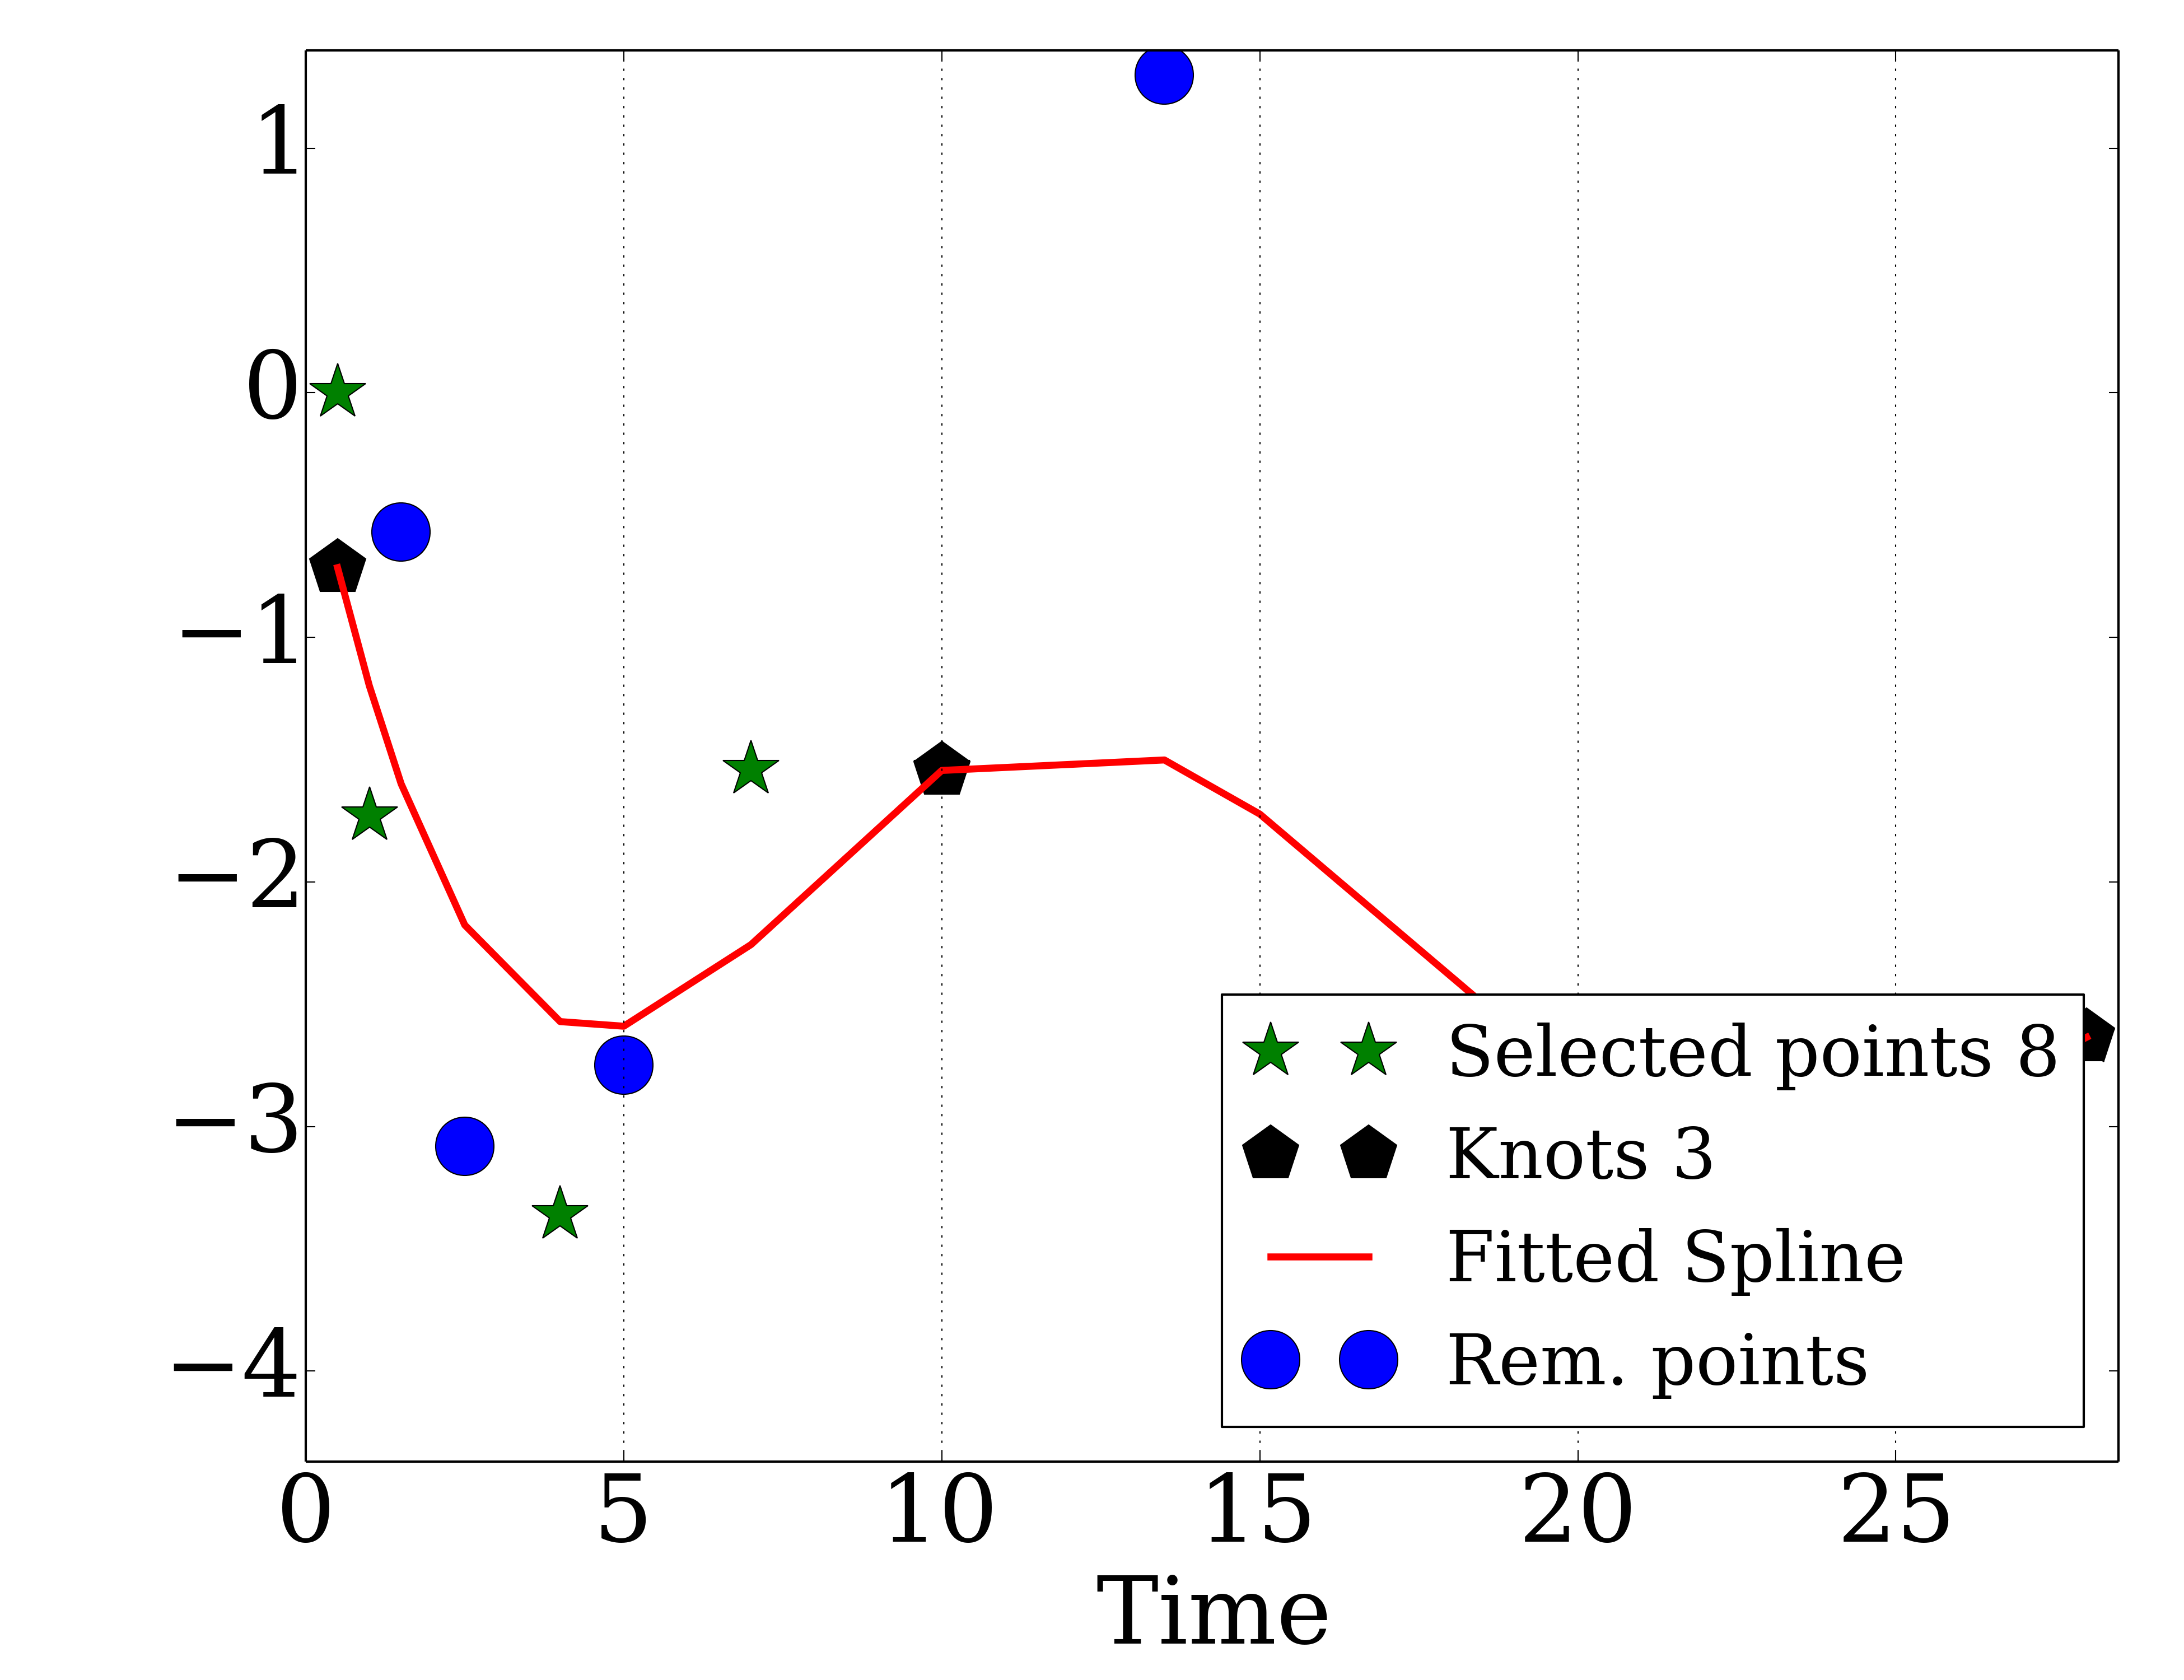 1
0
−1
−2
−3
−4
0 5 10 15 20 25
Time
Selected points 8
Knots 3
Fitted Spline
Rem. points